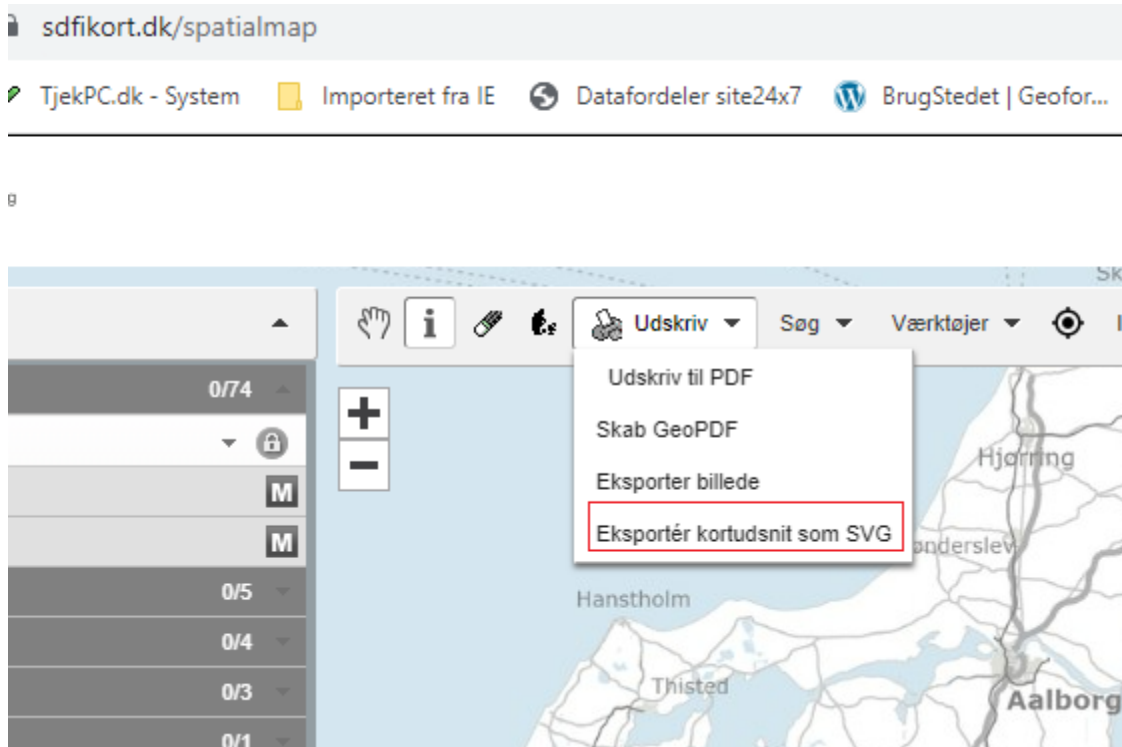 sdfikort.dk/spatialmap
TjekPC.dk - System Importeret fra IE Datafordeler site24x7 BrugStedet | Geofor...
g
Sk
i Udskriv Søg Værktøjer
Udskriv til PDF
0/74
Skab GeoPDF
Hjørring
Eksporter billede
M
Eksportér kortudsnit som SVG
ønderslev
M
0/5
Hanstholm
0/4
Thisted
0/3
Aalborg
0/1